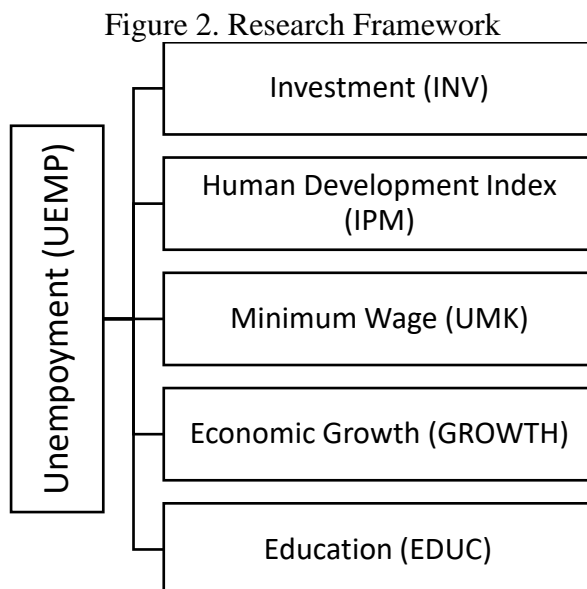 Figure 2. Research Framework
Unempoyment (UEMP)
Investment (INV)
Human Development Index
(IPM)
Minimum Wage (UMK)
Economic Growth (GROWTH)
Education (EDUC)